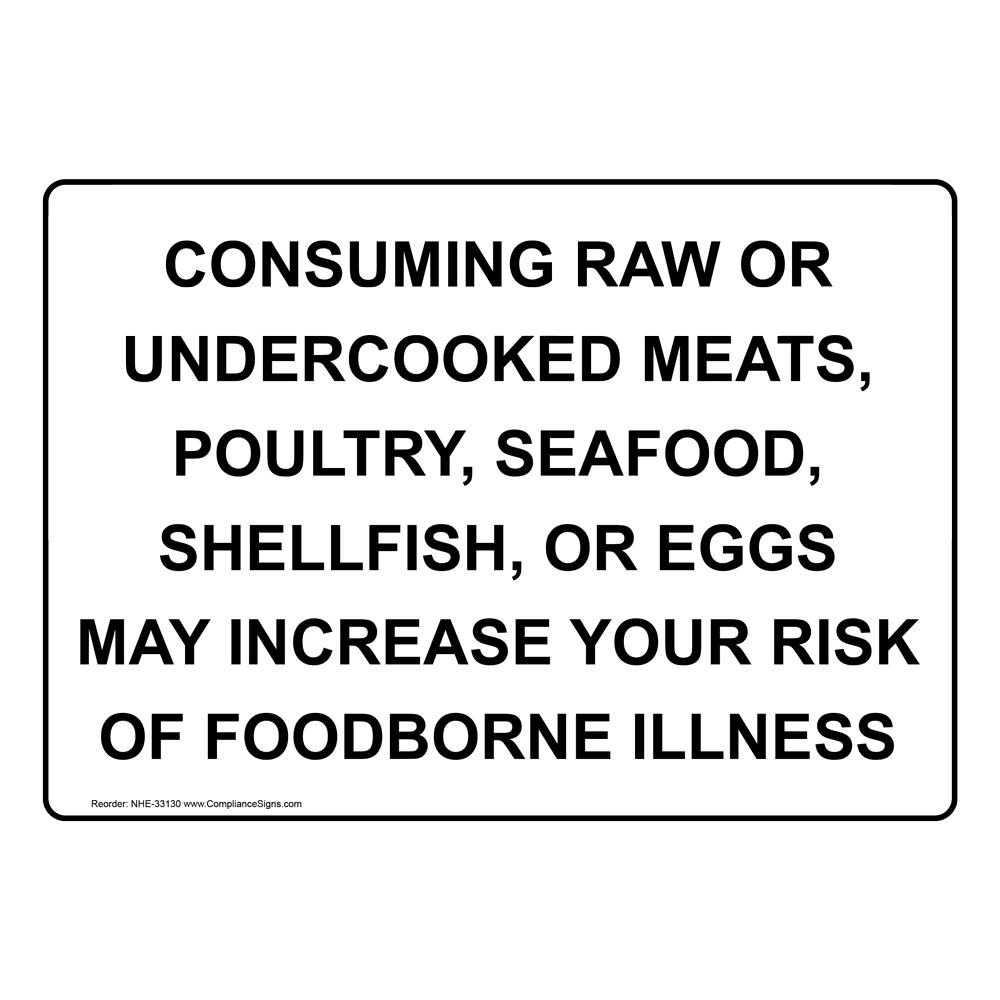 CONSUMING RAW OR
UNDERCOOKED MEATS,
POULTRY, SEAFOOD,
SHELLFISH, OR EGGS
MAY INCREASE YOUR RISK
OF FOODBORNE ILLNESS
Reorder: NHE-33130 www.ComplianceSigns.com